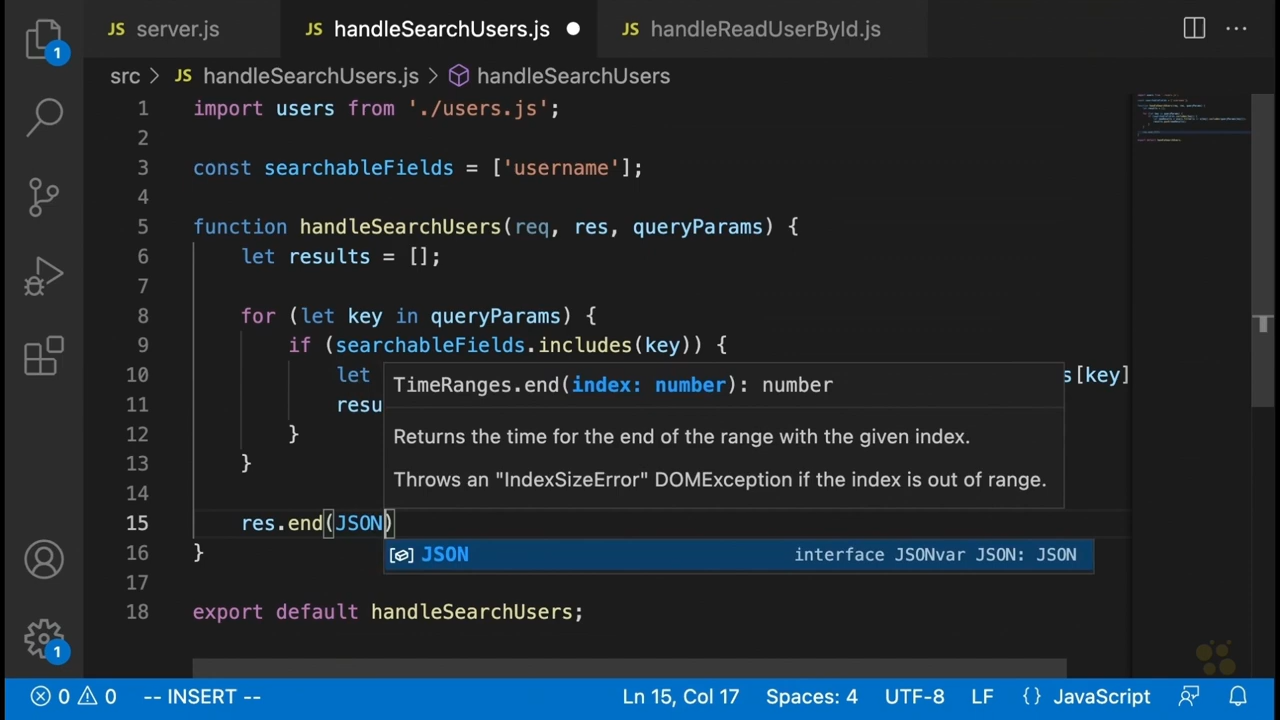 JS server.js JS handleSearchUsers.js JS handleReadUserById.js
1
src > JS handleSearchUsers.js > handleSearchUsers
1 import users from './users.js';
2
3 const searchableFields = ['username'];
4
5 function handleSearchUsers(req, res, queryParams) {
6 let results = [];
7
8 for (let key in queryParams) {
9 if (searchableFields.includes(key)) {
10 let s[key]
TimeRanges.end(index: number): number
11 resu
Returns the time for the end of the range with the given index.
12 }
13 }
Throws an "IndexSizeError" DOMException if the index is out of range.
14
15 res.end(JSON)
16 }
JSON interface JSONvar JSON: JSON
17
18 export default handleSearchUsers;
1
0 0 -- INSERT -- Ln 15, Col 17 Spaces: 4 UTF-8 LF {} JavaScript